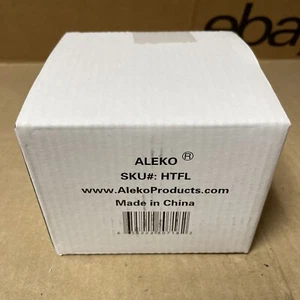 ebay
ALEKO ®
SKU#: HTFL
www.AlekoProducts.com
Made in China